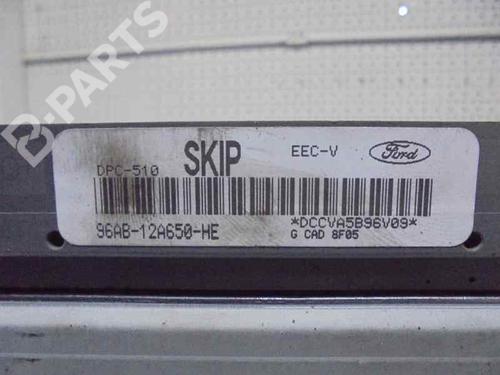 B-PARTS
DPC-510 SKIP EEC-V Ford
96AB-12A650-HE *DCCVA5B96V09*
G CAD 8F05